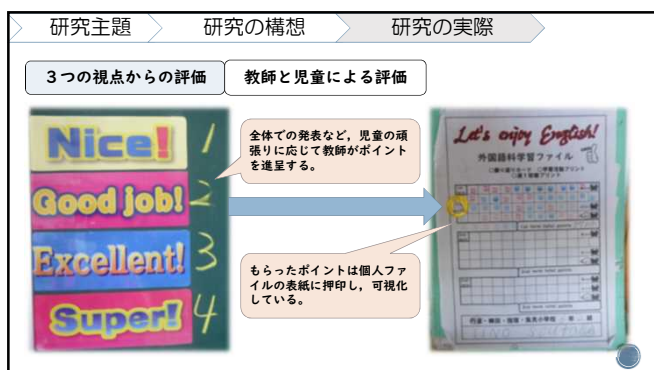 研究主題
研究の構想
研究の実際
３つの視点からの評価
教師と児童による評価
Nice! 1
Good job! 2
Excellent! 3
Super! 4
全体での発表など，児童の頑
張りに応じて教師がポイント
を進呈する。
もらったポイントは個人ファ
イルの表紙に押印し，可視化
している。
Let's enjoy English!
外国語科学習ファイル